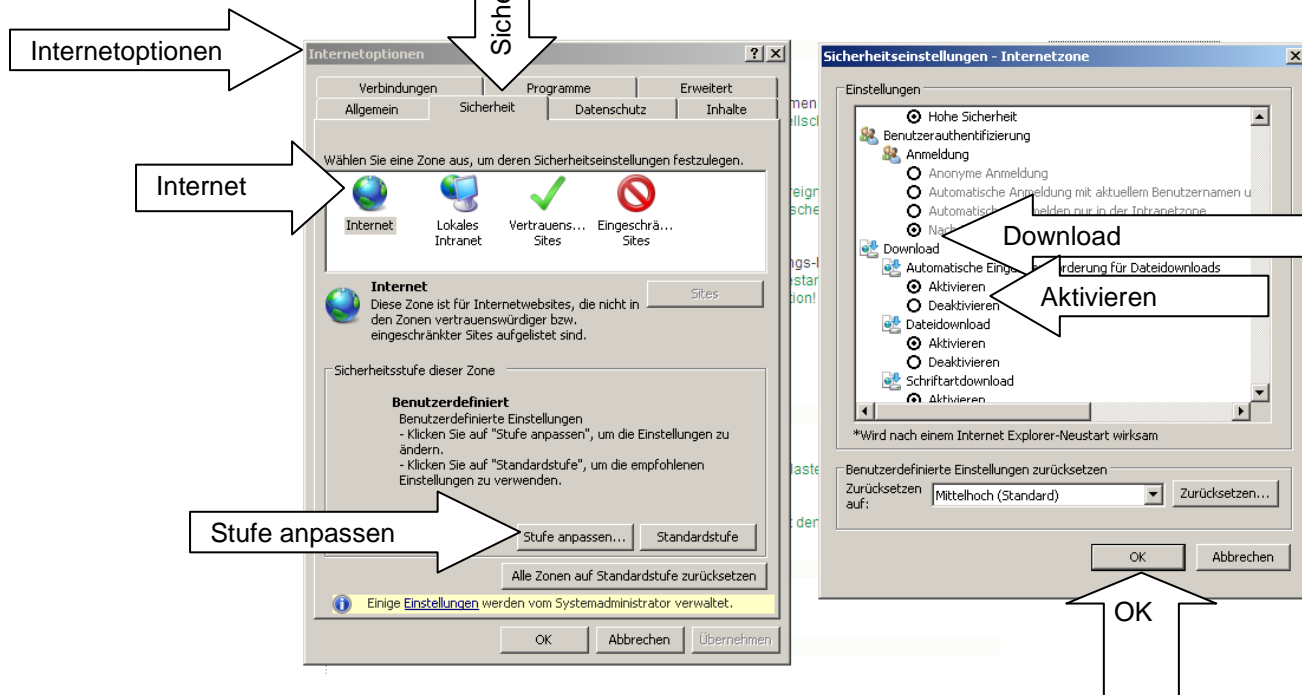 Internetoptionen
Internetoptionen
Verbindungen
Programme
Erweitert
Allgemein
Sicherheit
Datenschutz
Inhalte
Wählen Sie eine Zone aus, um deren Sicherheitseinstellungen festzulegen.
Internet
Internet
Lokales
Intranet
Vertrauens...
Sites
Eingeschrä...
Sites
Internet
Diese Zone ist für Internetwebsites, die nicht in
den Zonen vertrauenswürdiger bzw.
eingeschränkter Sites aufgelistet sind.
Sites
Sicherheitsstufe dieser Zone
Benutzerdefiniert
Benutzerdefinierte Einstellungen
- Klicken Sie auf "Stufe anpassen", um die Einstellungen zu
ändern.
- Klicken Sie auf "Standardstufe", um die empfohlenen
Einstellungen zu verwenden.
Stufe anpassen
Stufe anpassen...
Standardstufe
Alle Zonen auf Standardstufe zurücksetzen
Einige Einstellungen werden vom Systemadministrator verwaltet.
OK
Abbrechen
Übernehmen
Sicherheitseinstellungen - Internetzone
Einstellungen
Hohe Sicherheit
Benutzerauthentifizierung
Anmeldung
Anonyme Anmeldung
Automatische Anmeldung mit aktuellem Benutzernamen u
nur in der Intranetzone
Download
Download
Automatische für Dateidownloads
Aktivieren
Aktivieren
Deaktivieren
Dateidownload
Aktivieren
Deaktivieren
Schriftartdownload
Aktivieren
*Wird nach einem Internet Explorer-Neustart wirksam
Benutzerdefinierte Einstellungen zurücksetzen
Zurücksetzen
auf:
Mittelhoch (Standard)
Zurücksetzen...
OK
Abbrechen
OK